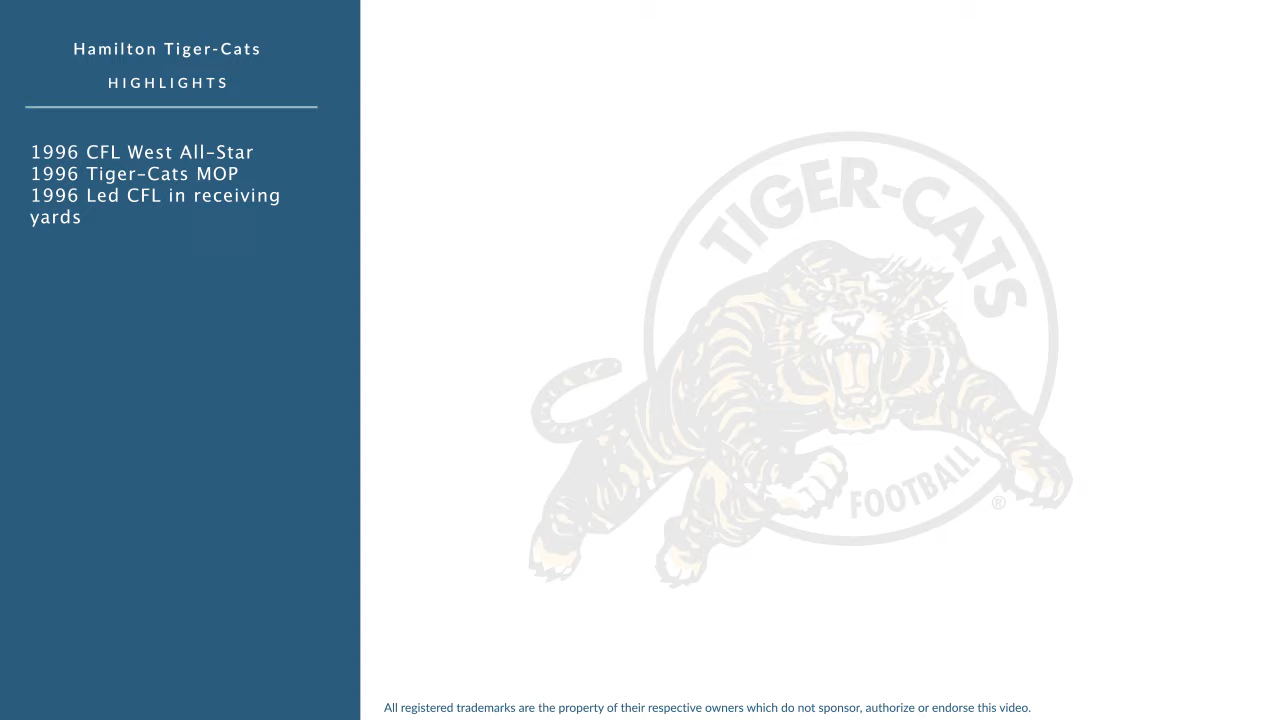 Hamilton Tiger-Cats
HIGHLIGHTS
1996 CFL West All-Star
1996 Tiger-Cats MOP
1996 Led CFL in receiving
yards
TIGER-CATS
FOOTBALL
®
All registered trademarks are the property of their respective owners which do not sponsor, authorize or endorse this video.